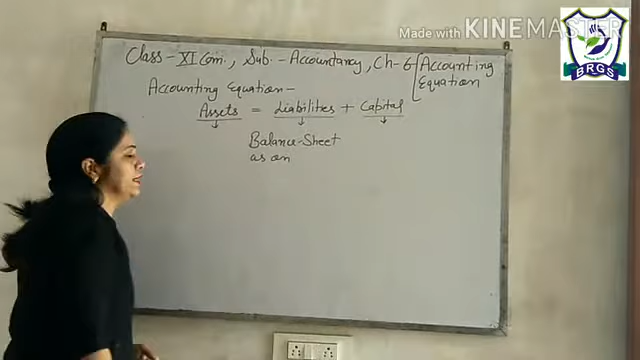 Made with KINEMASTER
BRGS
Class - XI Com., Sub. - Accountancy, Ch-6 [Accounting
Equation
Accounting Equation -
Assets = Liabilities + Capital
Balance-Sheet
as on